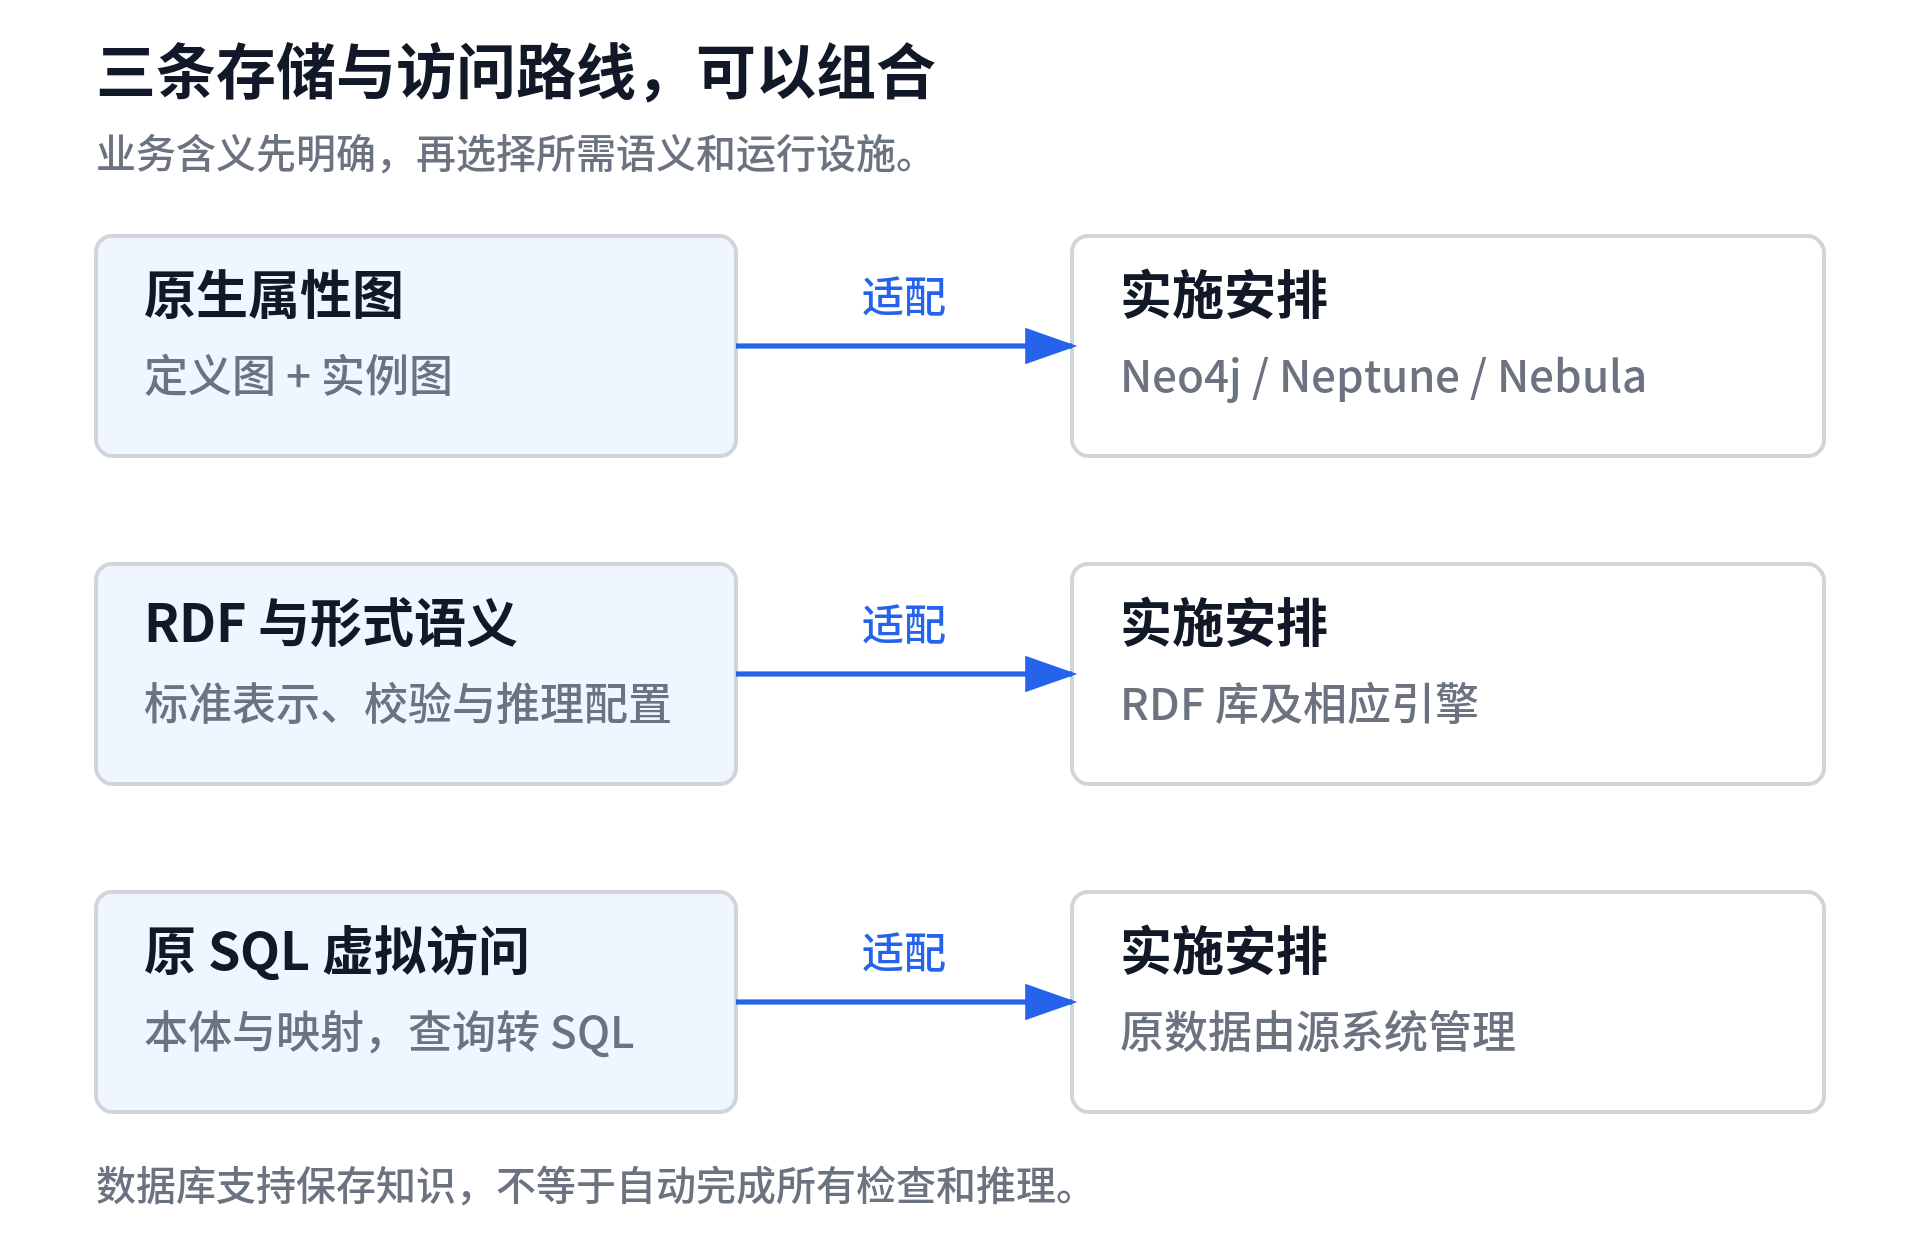 三条存储与访问路线，可以组合
业务含义先明确，再选择所需语义和运行设施。
原生属性图
定义图 + 实例图
适配
实施安排
Neo4j / Neptune / Nebula
RDF 与形式语义
标准表示、校验与推理配置
适配
实施安排
RDF 库及相应引擎
原 SQL 虚拟访问
本体与映射，查询转 SQL
适配
实施安排
原数据由源系统管理
数据库支持保存知识，不等于自动完成所有检查和推理。